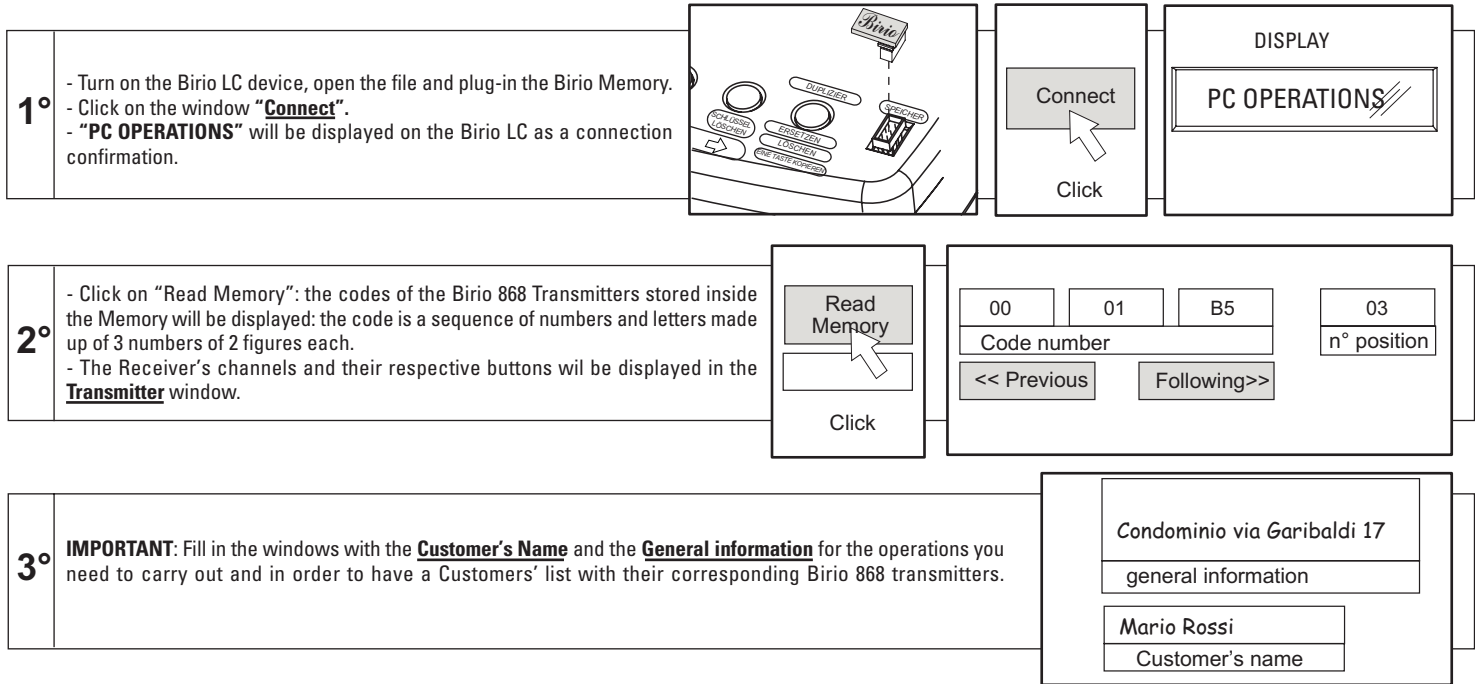 1°
- Turn on the Birio LC device, open the file and plug-in the Birio Memory.
- Click on the window "Connect".
- "PC OPERATIONS" will be displayed on the Birio LC as a connection
confirmation.
Birio
DUPLIZIER
SPEICHER
SCHLÜSSEL
LÖSCHEN
ERSETZEN
LÖSCHEN
EINE TASTE KOPIEREN
Connect
Click
DISPLAY
PC OPERATIONS
2°
- Click on “Read Memory”: the codes of the Birio 868 Transmitters stored inside
the Memory will be displayed: the code is a sequence of numbers and letters made
up of 3 numbers of 2 figures each.
- The Receiver’s channels and their respective buttons wil be displayed in the
Transmitter window.
Read
Memory
Click
00 01 B5 03
Code number n° position
<< Previous Following>>
3°
IMPORTANT: Fill in the windows with the Customer's Name and the General information for the operations you
need to carry out and in order to have a Customers’ list with their corresponding Birio 868 transmitters.
Condominio via Garibaldi 17
general information
Mario Rossi
Customer's name